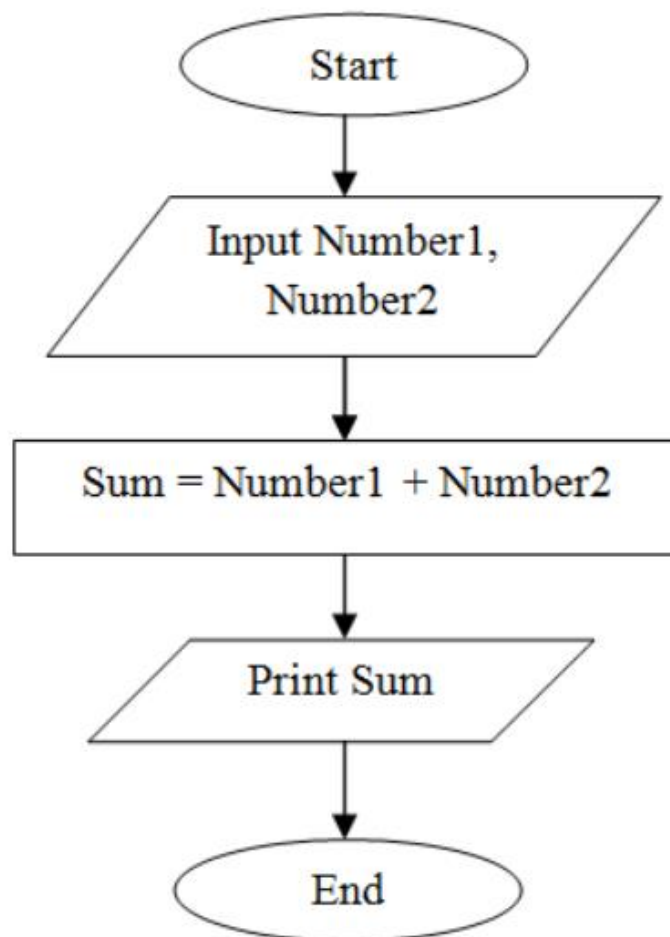 Start
Input Number1,
Number2
Sum = Number1 + Number2
Print Sum
End